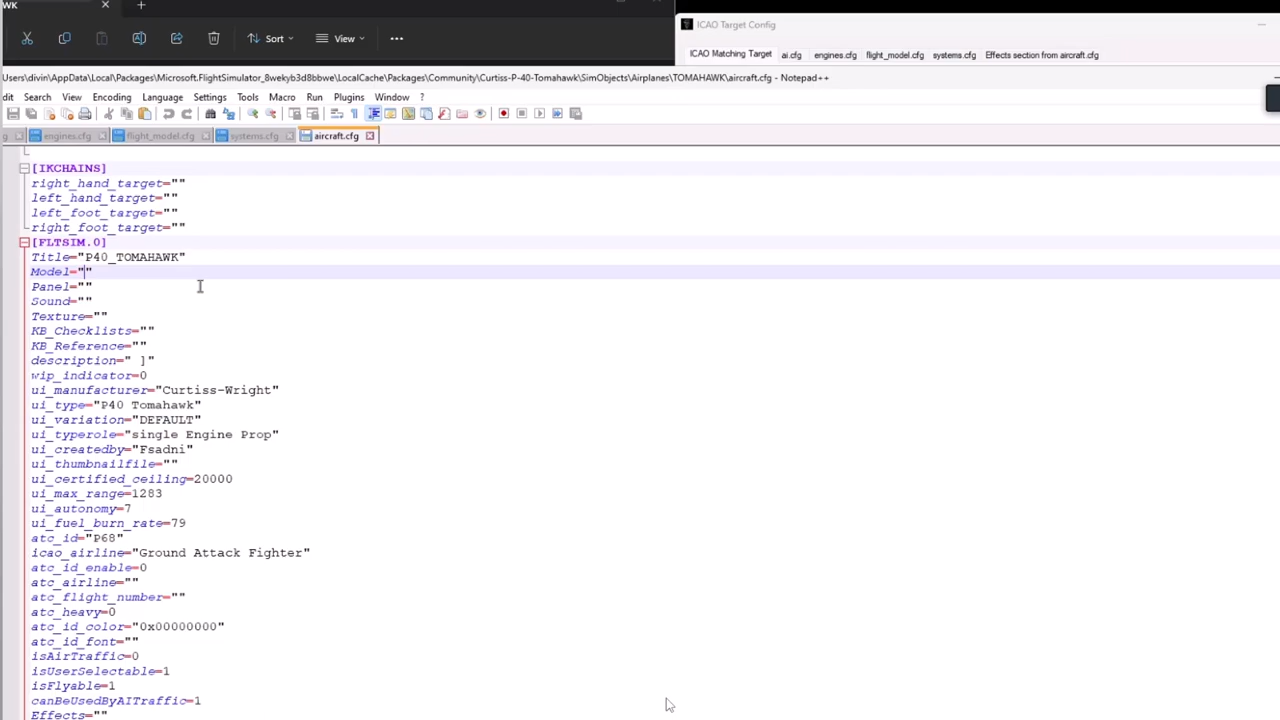 WK
ICAO Target Config
Sort
View
ICAO Matching Target ai.cfg engines.cfg flight_model.cfg systems.cfg Effects section from aircraft.cfg
Users\divin\AppData\Local\Packages\Microsoft.FlightSimulator_8wekyb3d8bbwe\LocalCache\Packages\Community\Curtiss-P-40-Tomahawk\SimObjects\Airplanes\TOMAHAWK\aircraft.cfg - Notepad++
dit Search View Encoding Language Settings Tools Macro Run Plugins Window ?
g engines.cfg flight_model.cfg systems.cfg aircraft.cfg
[IKCHAINS]
right_hand_target=""
left_hand_target=""
left_foot_target=""
right_foot_target=""
[FLTSIM.0]
Title="P40_TOMAHAWK"
Model=""
Panel=""
Sound=""
Texture=""
KB_Checklists=""
KB_Reference=""
description=" ]"
wip_indicator=0
ui_manufacturer="Curtiss-Wright"
ui_type="P40 Tomahawk"
ui_variation="DEFAULT"
ui_typerole="single Engine Prop"
ui_createdby="Fsadni"
ui_thumbnailfile=""
ui_certified_ceiling=20000
ui_max_range=1283
ui_autonomy=7
ui_fuel_burn_rate=79
atc_id="P68"
icao_airline="Ground Attack Fighter"
atc_id_enable=0
atc_airline=""
atc_flight_number=""
atc_heavy=0
atc_id_color="0x00000000"
atc_id_font=""
isAirTraffic=0
isUserSelectable=1
isFlyable=1
canBeUsedByAITraffic=1
Effects=""